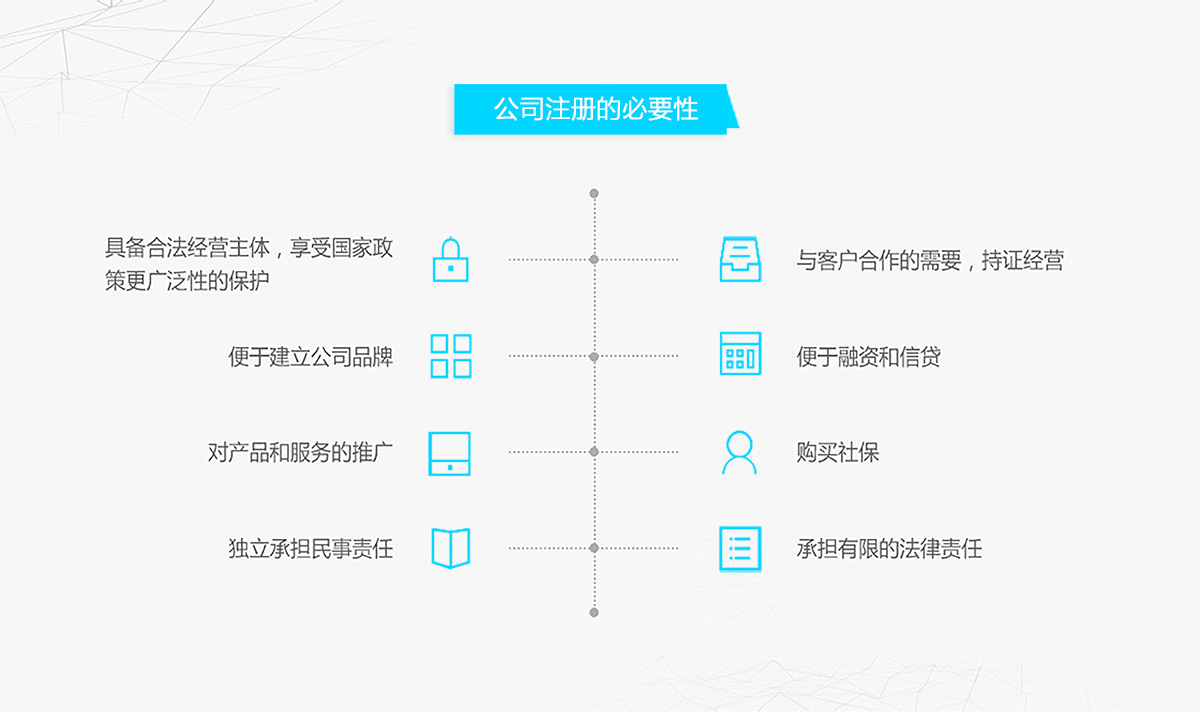 公司注册的必要性
具备合法经营主体，享受国家政
策更广泛性的保护
与客户合作的需要，持证经营
便于建立公司品牌
便于融资和信贷
对产品和服务的推广
购买社保
独立承担民事责任
承担有限的法律责任